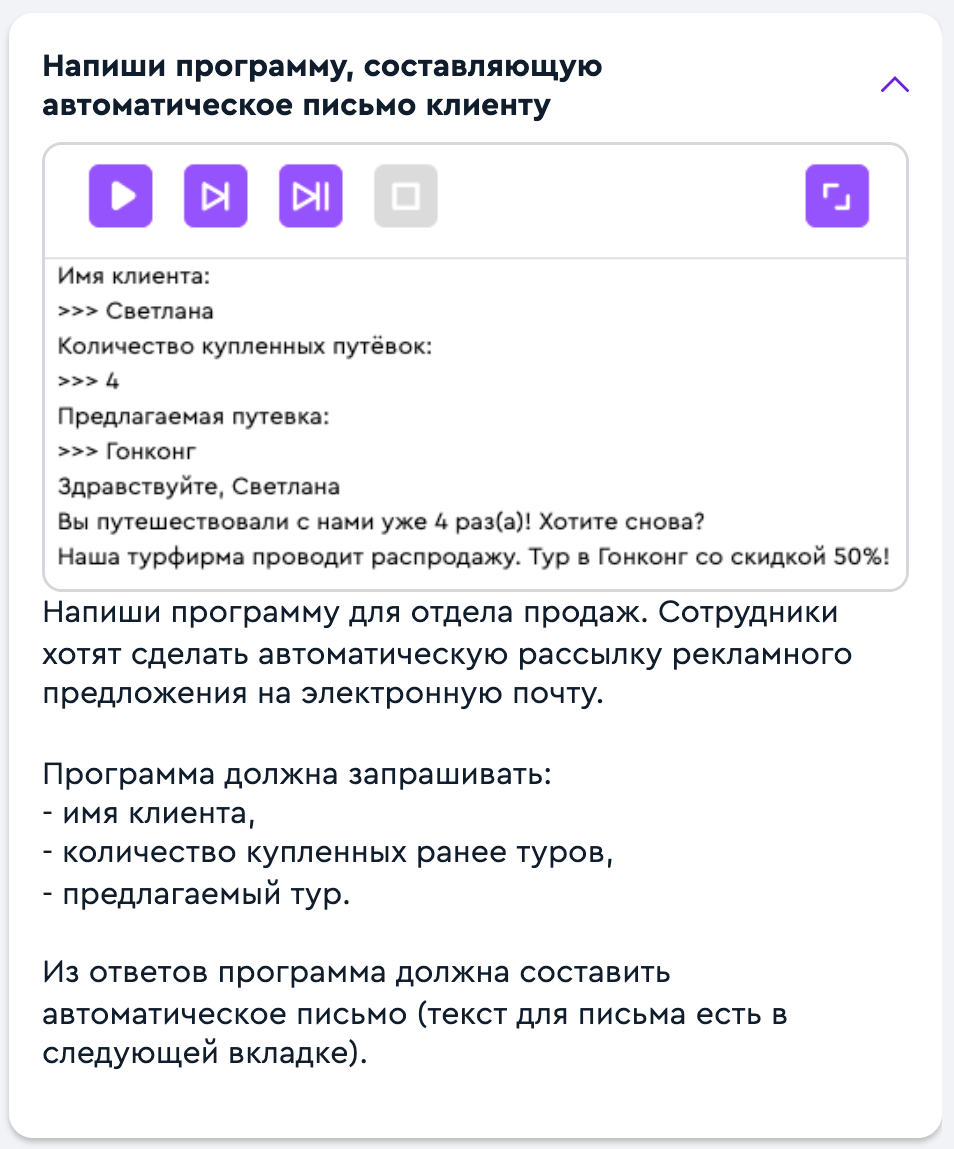 Напиши программу, составляющую
автоматическое письмо клиенту
Имя клиента:
>>> Светлана
Количество купленных путёвок:
>>> 4
Предлагаемая путевка:
>>> Гонконг
Здравствуйте, Светлана
Вы путешествовали с нами уже 4 раз(а)! Хотите снова?
Наша турфирма проводит распродажу. Тур в Гонконг со скидкой 50%!
Напиши программу для отдела продаж. Сотрудники
хотят сделать автоматическую рассылку рекламного
предложения на электронную почту.
Программа должна запрашивать:
- имя клиента,
- количество купленных ранее туров,
- предлагаемый тур.
Из ответов программа должна составить
автоматическое письмо (текст для письма есть в
следующей вкладке).